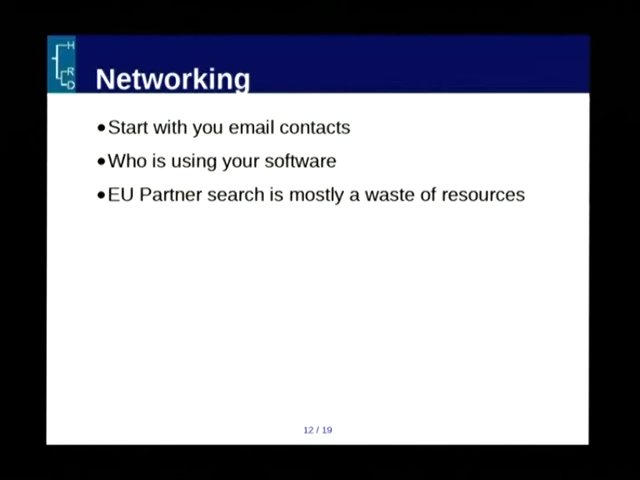 H
R
D
Networking
•Start with you email contacts
•Who is using your software
•EU Partner search is mostly a waste of resources
12 / 19